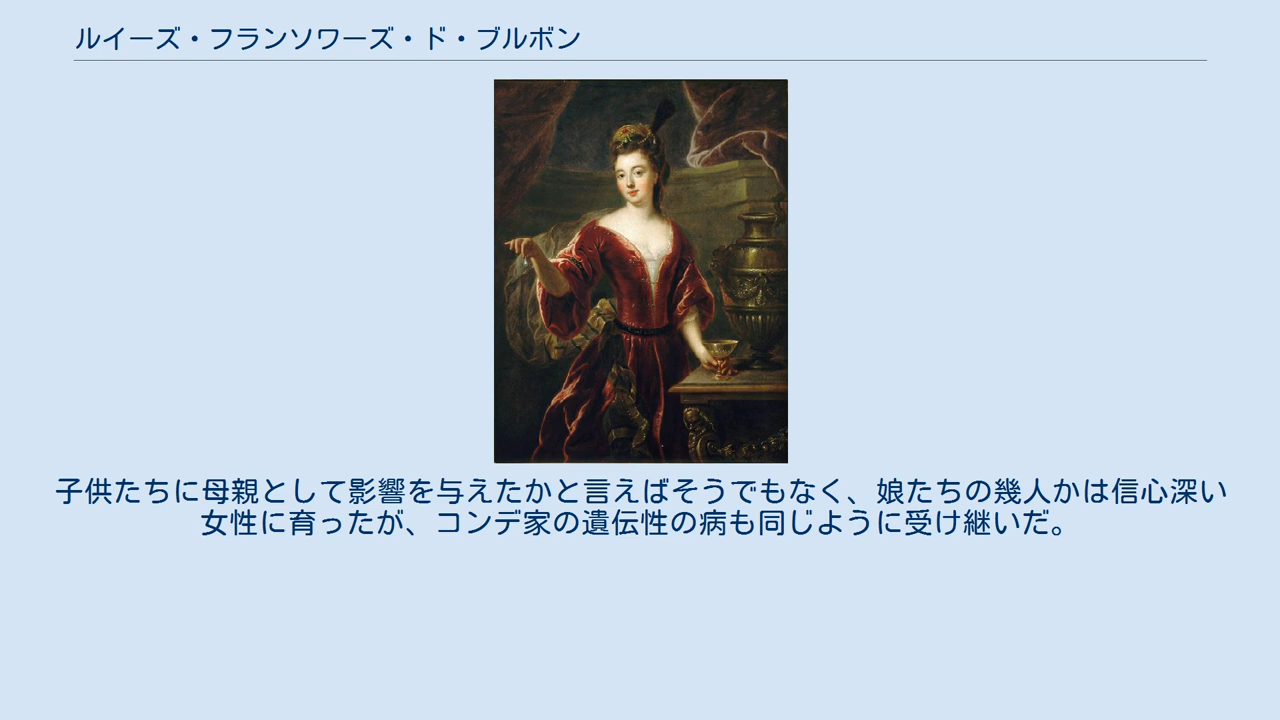 ルイーズ・フランソワーズ・ド・ブルボン
子供たちに母親として影響を与えたかと言えばそうでもなく、娘たちの幾人かは信心深い
女性に育ったが、コンデ家の遺伝性の病も同じように受け継いだ。